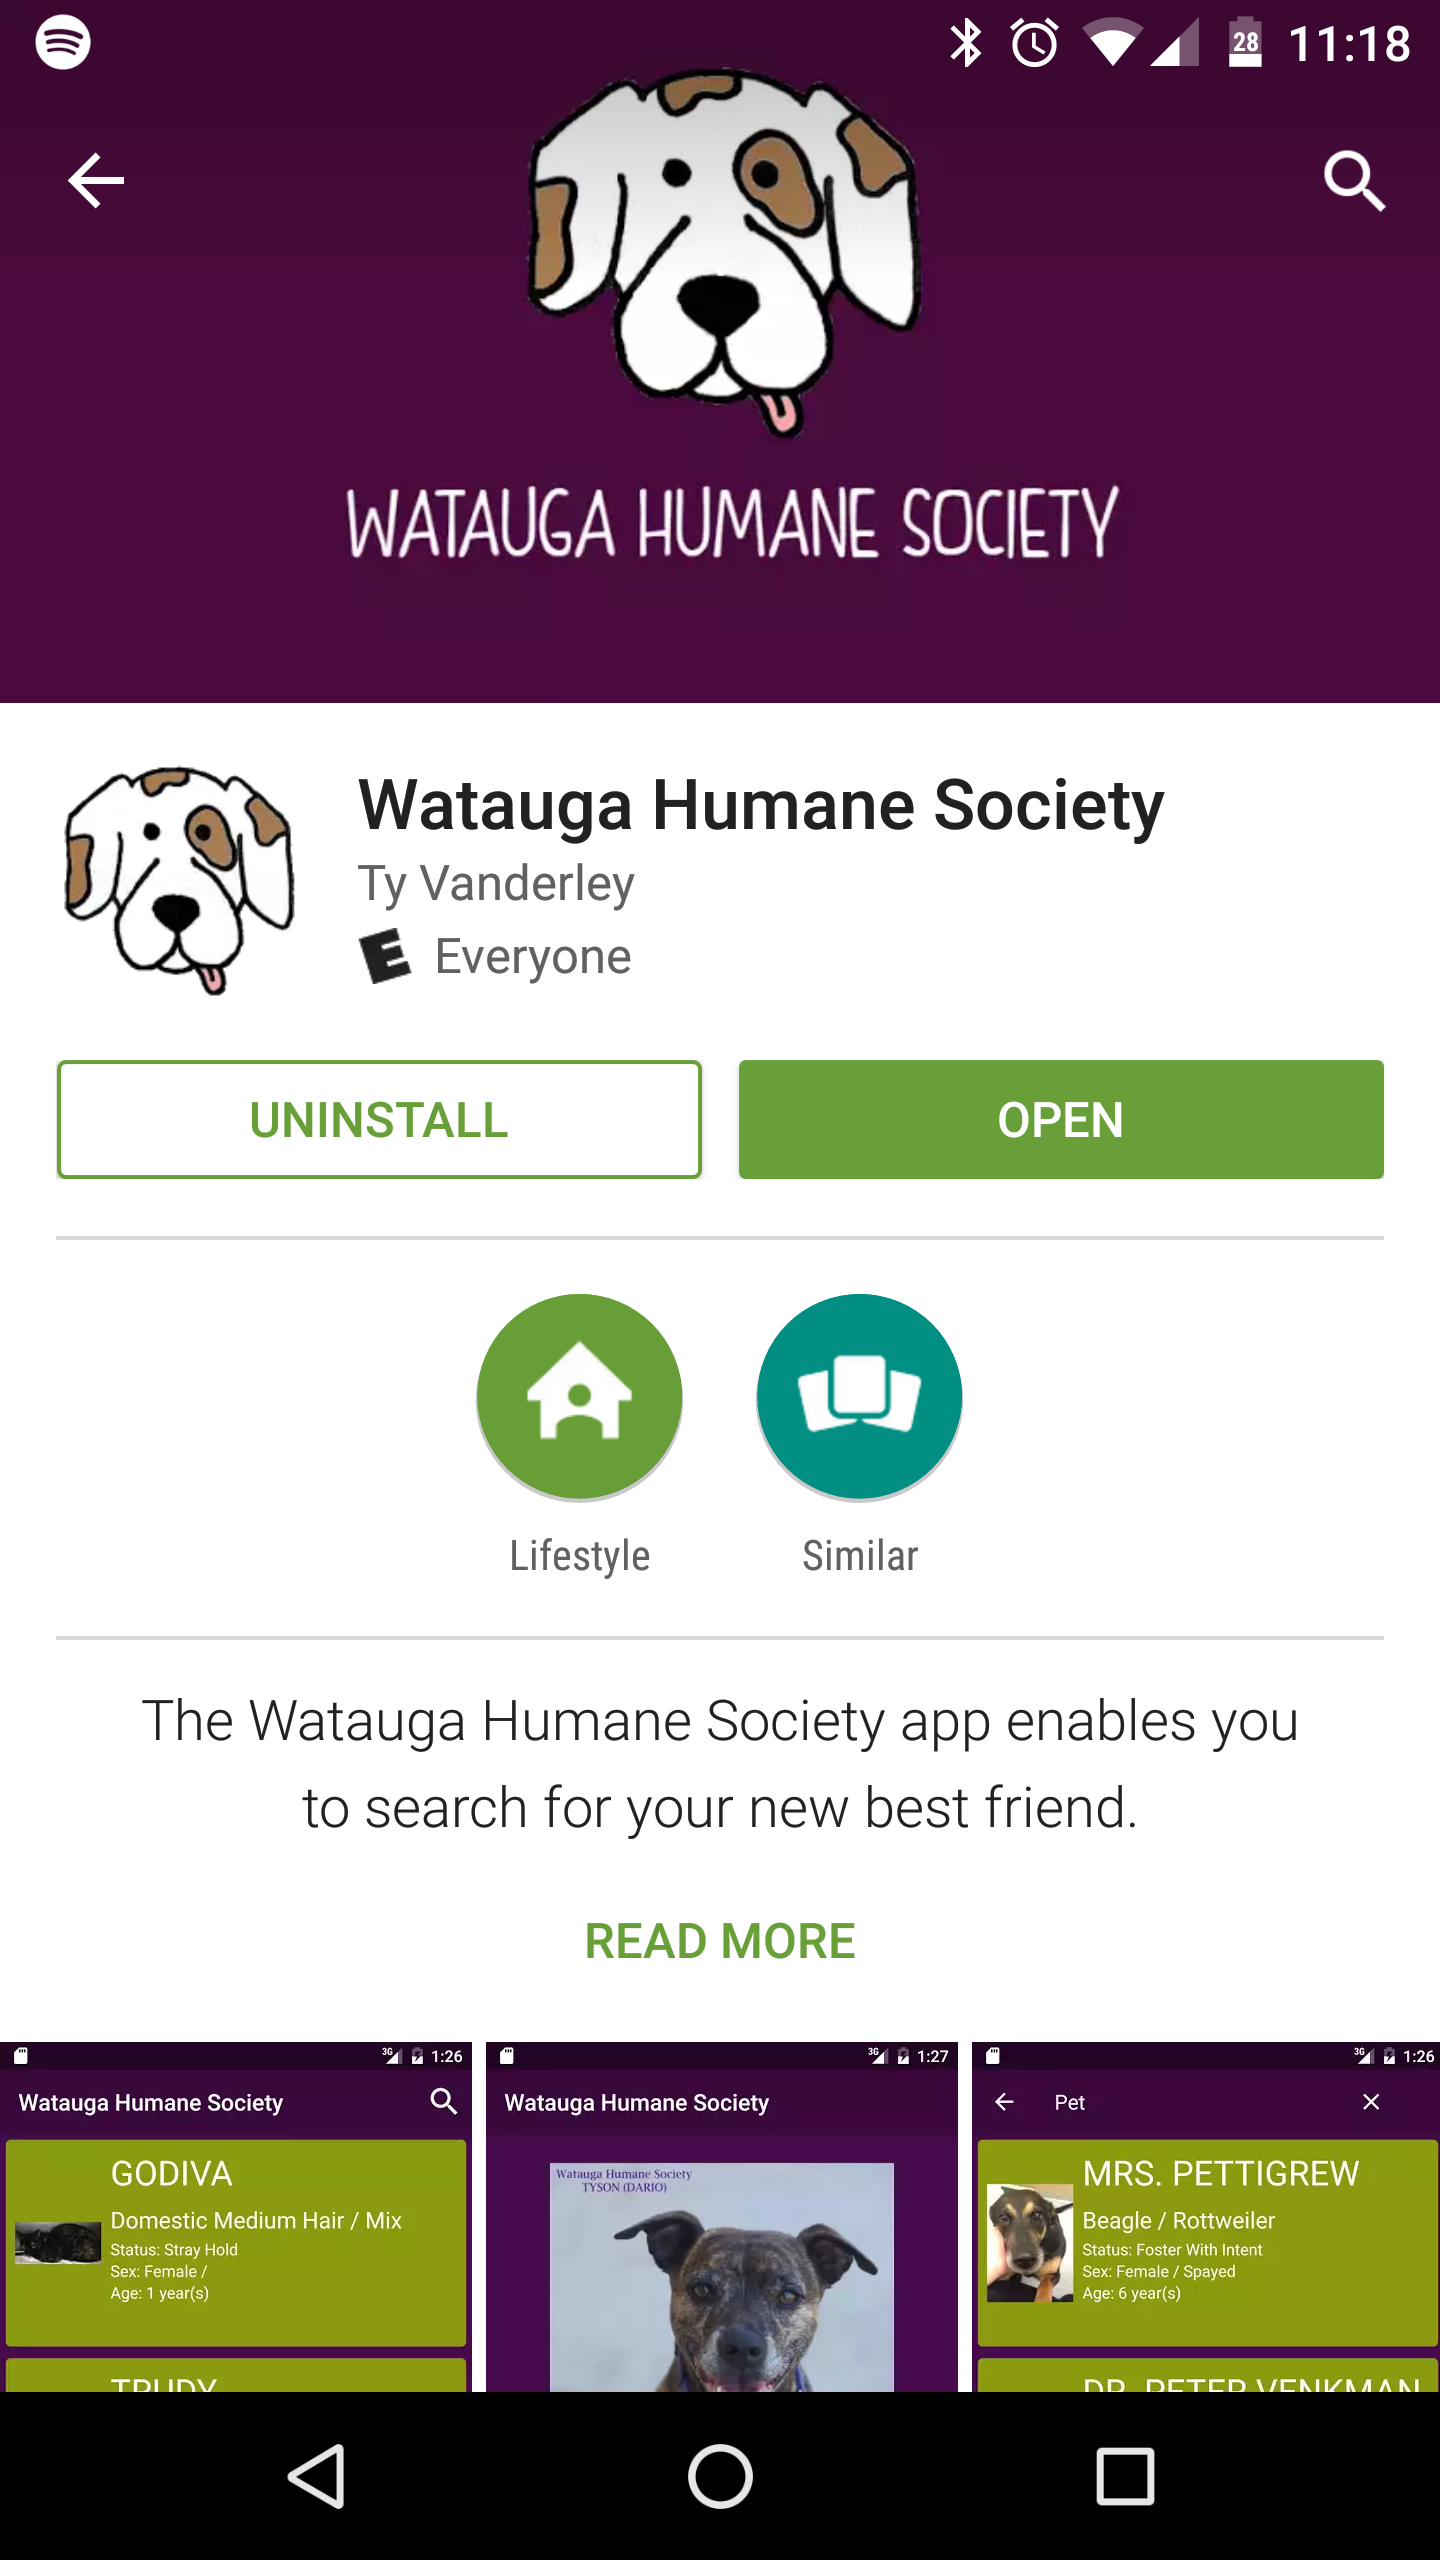 28 11:18
WATAUGA HUMANE SOCIETY
Watauga Humane Society
Ty Vanderley
E Everyone
UNINSTALL
OPEN
Lifestyle
Similar
The Watauga Humane Society app enables you
to search for your new best friend.
READ MORE
3G 1:26
Watauga Humane Society
GODIVA
Domestic Medium Hair / Mix
Status: Stray Hold
Sex: Female /
Age: 1 year(s)
TRUDY
3G 1:27
Watauga Humane Society
Watauga Humane Society
TYSON (DARIO)
3G 1:26
Pet
MRS. PETTIGREW
Beagle / Rottweiler
Status: Foster With Intent
Sex: Female / Spayed
Age: 6 year(s)
DR. PETER VENKMAN